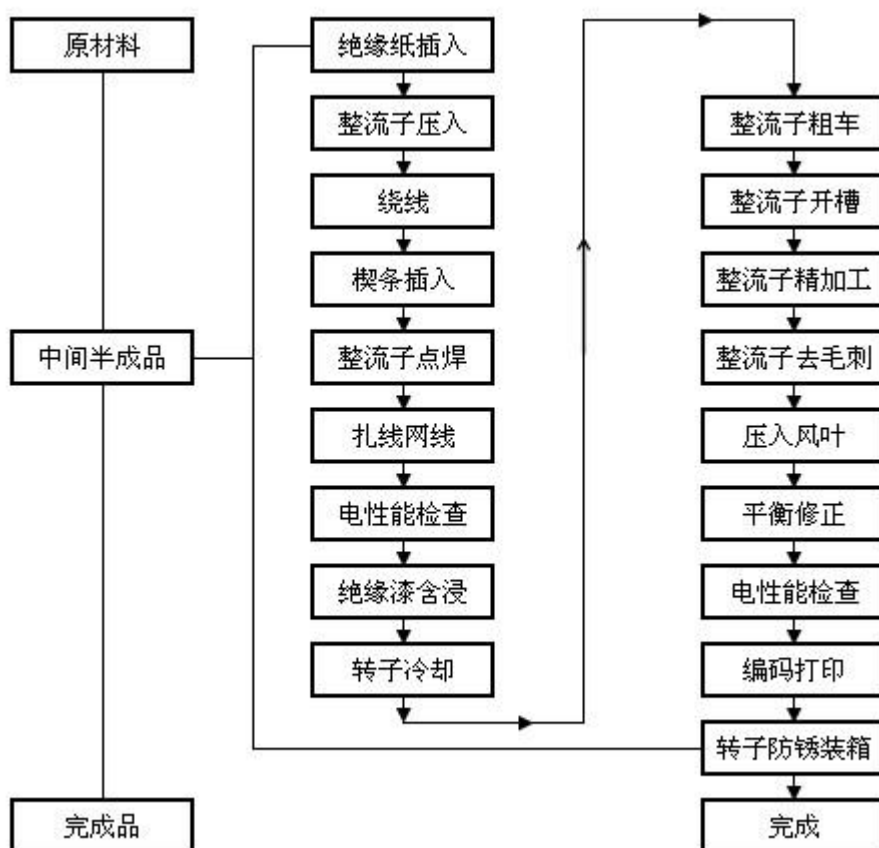 原材料
中间半成品
完成品
绝缘纸插入
整流子压入
绕线
楔条插入
整流子点焊
扎线网线
电性能检查
绝缘漆含浸
转子冷却
整流子粗车
整流子开槽
整流子精加工
整流子去毛刺
压入风叶
平衡修正
电性能检查
编码打印
转子防锈装箱
完成